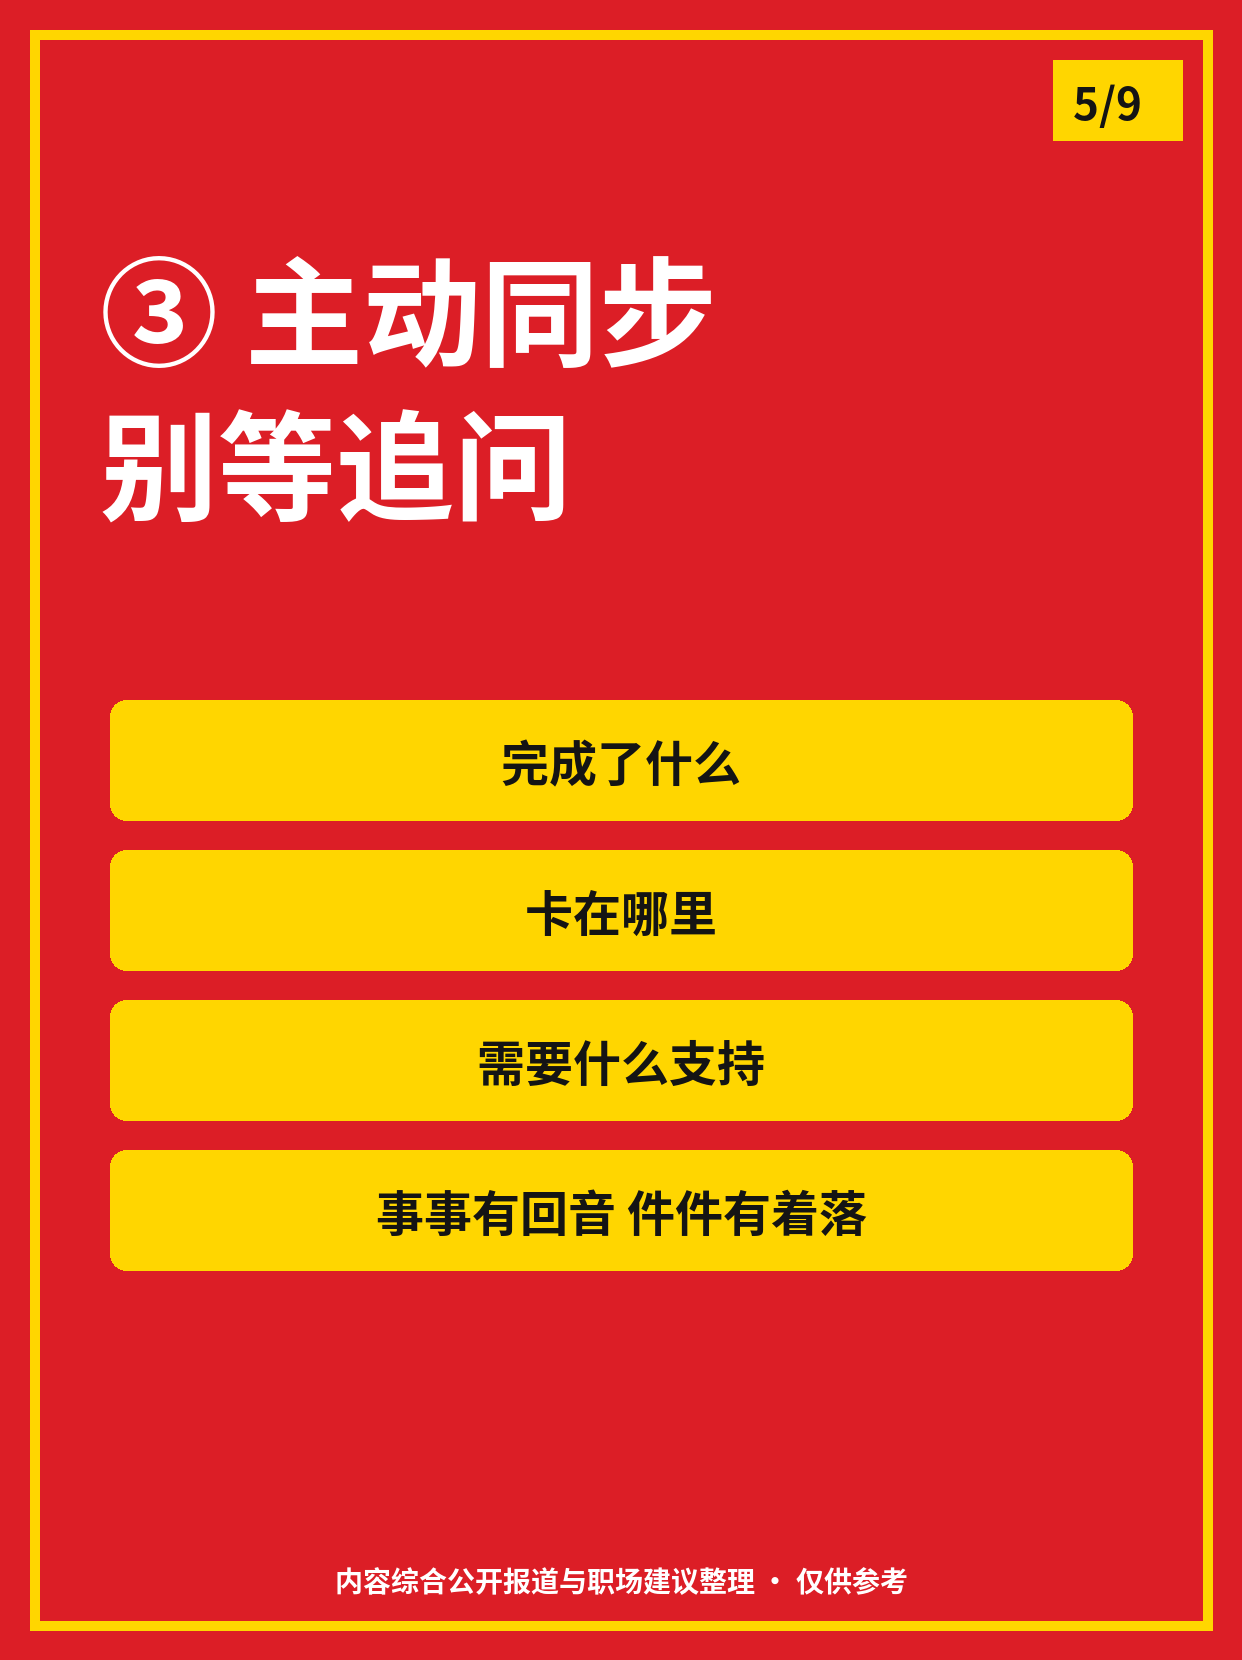 5/9
③ 主动同步
别等追问
完成了什么
卡在哪里
需要什么支持
事事有回音 件件有着落
内容综合公开报道与职场建议整理 · 仅供参考